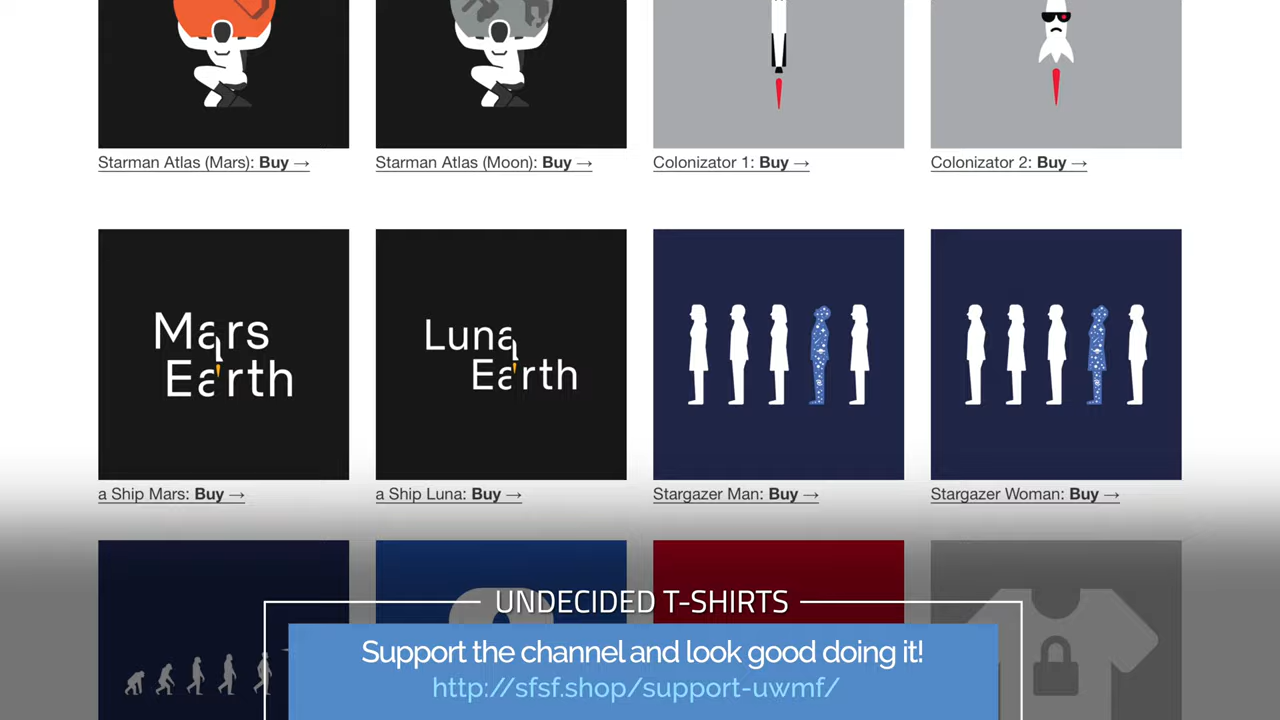 Starman Atlas (Mars): Buy →
Starman Atlas (Moon): Buy →
Colonizator 1: Buy →
Colonizator 2: Buy →
Mars
Earth
Luna
Earth
a Ship Mars: Buy →
a Ship Luna: Buy →
Stargazer Man: Buy →
Stargazer Woman: Buy →
UNDECIDED T-SHIRTS
Support the channel and look good doing it!
http://sfsf.shop/support-uwmf/